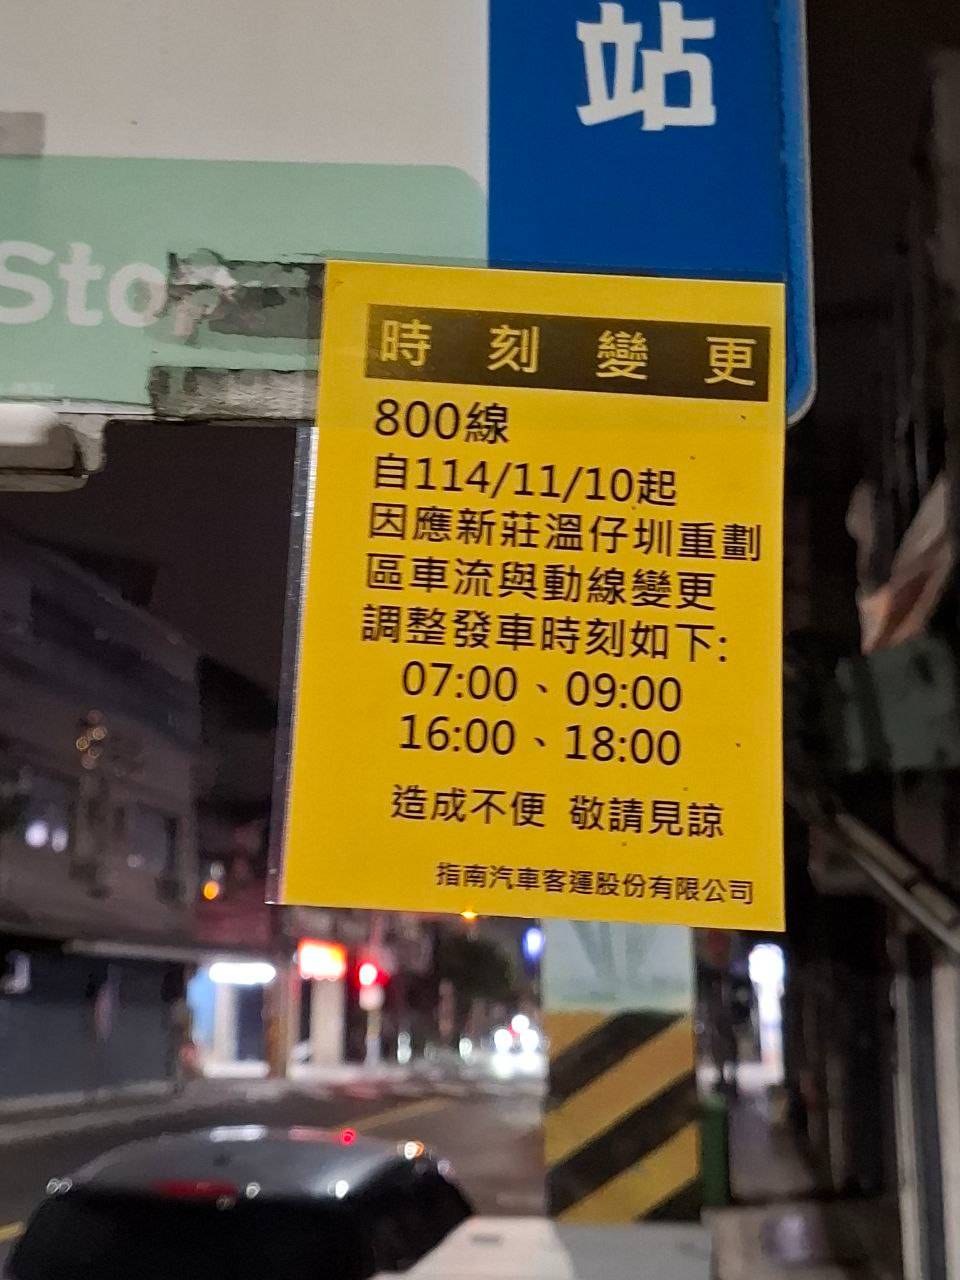 站
Stop
時刻變更
800線
自114/11/10起
因應新莊溫仔圳重劃
區車流與動線變更
調整發車時刻如下:
07:00、09:00
16:00、18:00
造成不便 敬請見諒
指南汽車客運股份有限公司